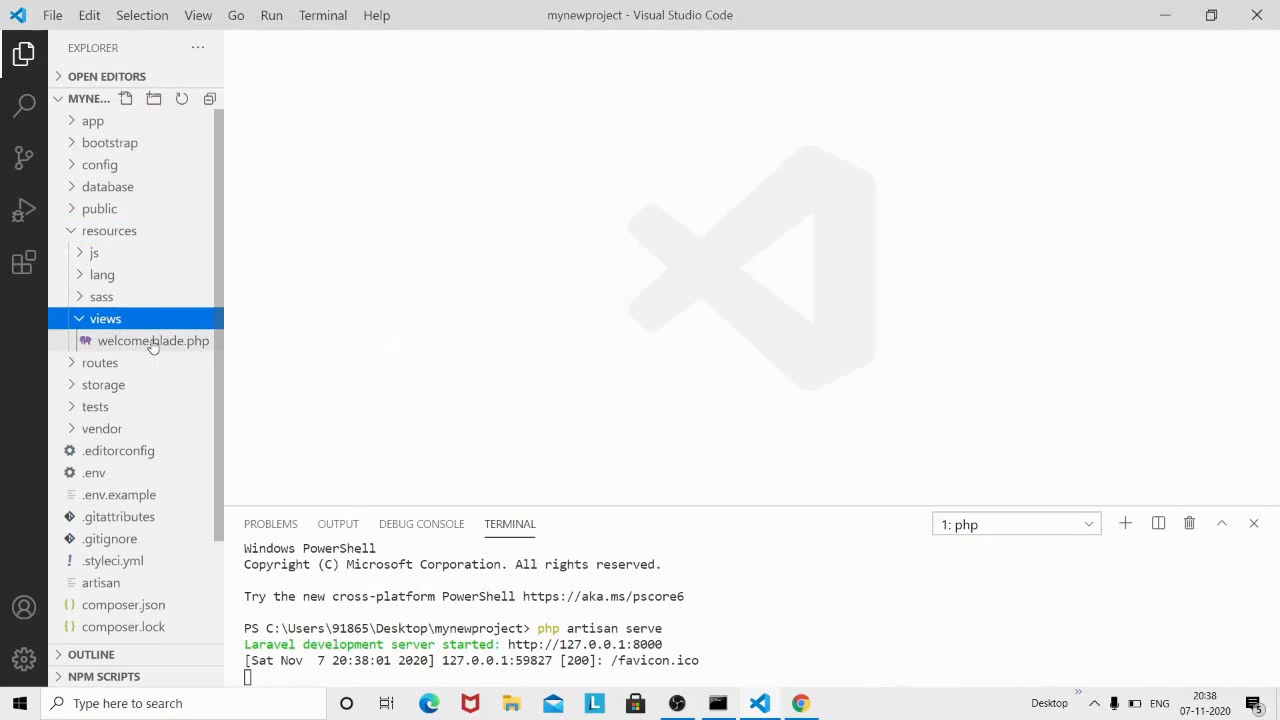 File Edit Selection View Go Run Terminal Help mynewproject - Visual Studio Code
EXPLORER
OPEN EDITORS
MYNE...
app
bootstrap
config
database
public
resources
js
lang
sass
views
welcome.blade.php
routes
storage
tests
vendor
.editorconfig
.env
.env.example
.gitattributes
.gitignore
.styleci.yml
artisan
composer.json
composer.lock
OUTLINE
NPM SCRIPTS
PROBLEMS OUTPUT DEBUG CONSOLE TERMINAL 1: php
Windows PowerShell
Copyright (C) Microsoft Corporation. All rights reserved.
Try the new cross-platform PowerShell https://aka.ms/pscore6
PS C:\Users\91865\Desktop\mynewproject> php artisan serve
Laravel development server started: http://127.0.0.1:8000
[Sat Nov  7 20:38:01 2020] 127.0.0.1:59827 [200]: /favicon.ico
Type here to search
L
Desktop
ENG
20:38
07-11-2020
5